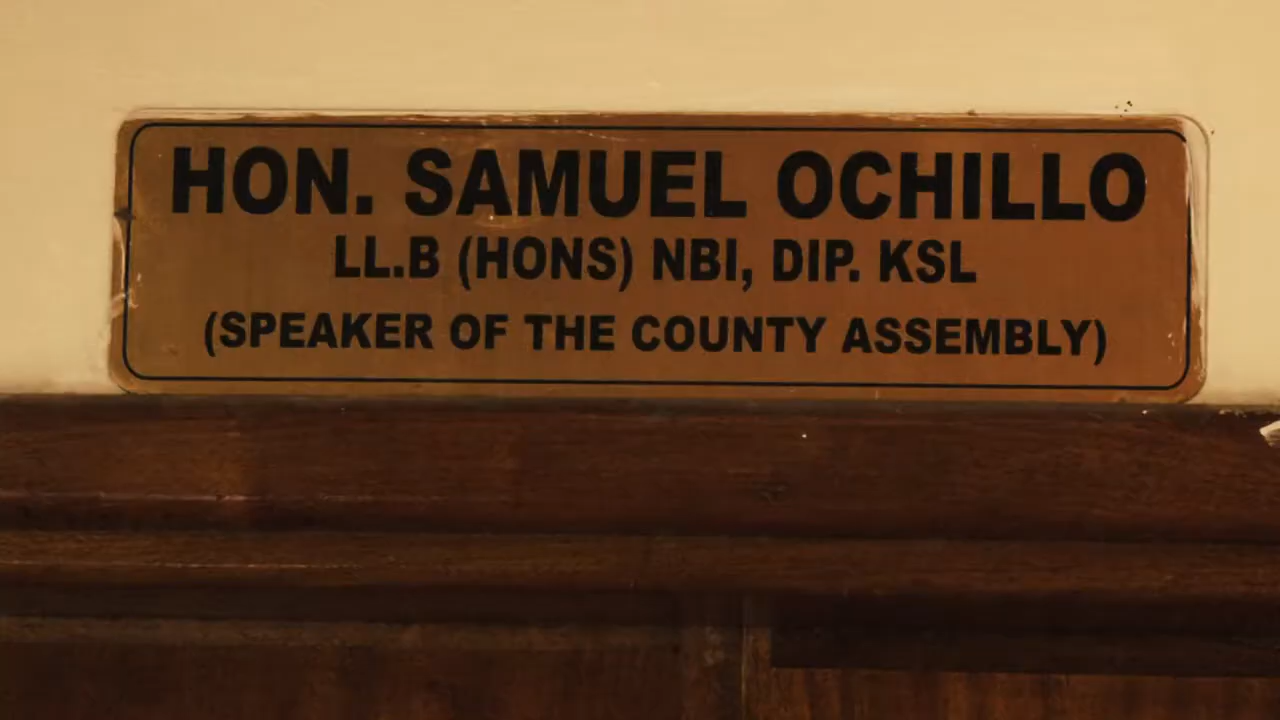 HON. SAMUEL OCHILLO
LL.B (HONS) NBI, DIP. KSL
(SPEAKER OF THE COUNTY ASSEMBLY)